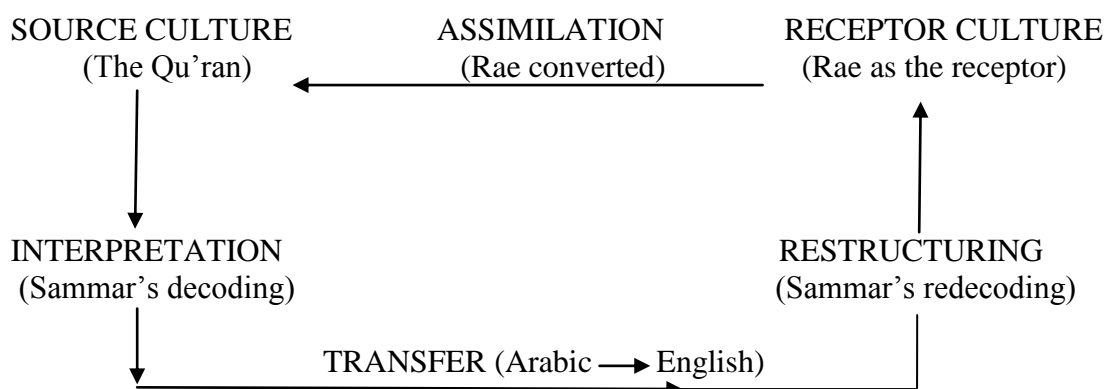 SOURCE CULTURE ASSIMILATION RECEPTOR CULTURE
(The Qu’ran) (Rae converted) (Rae as the receptor)
INTERPRETATION RESTRUCTURING
(Sammar’s decoding) (Sammar’s redecoding)
TRANSFER (Arabic → English)